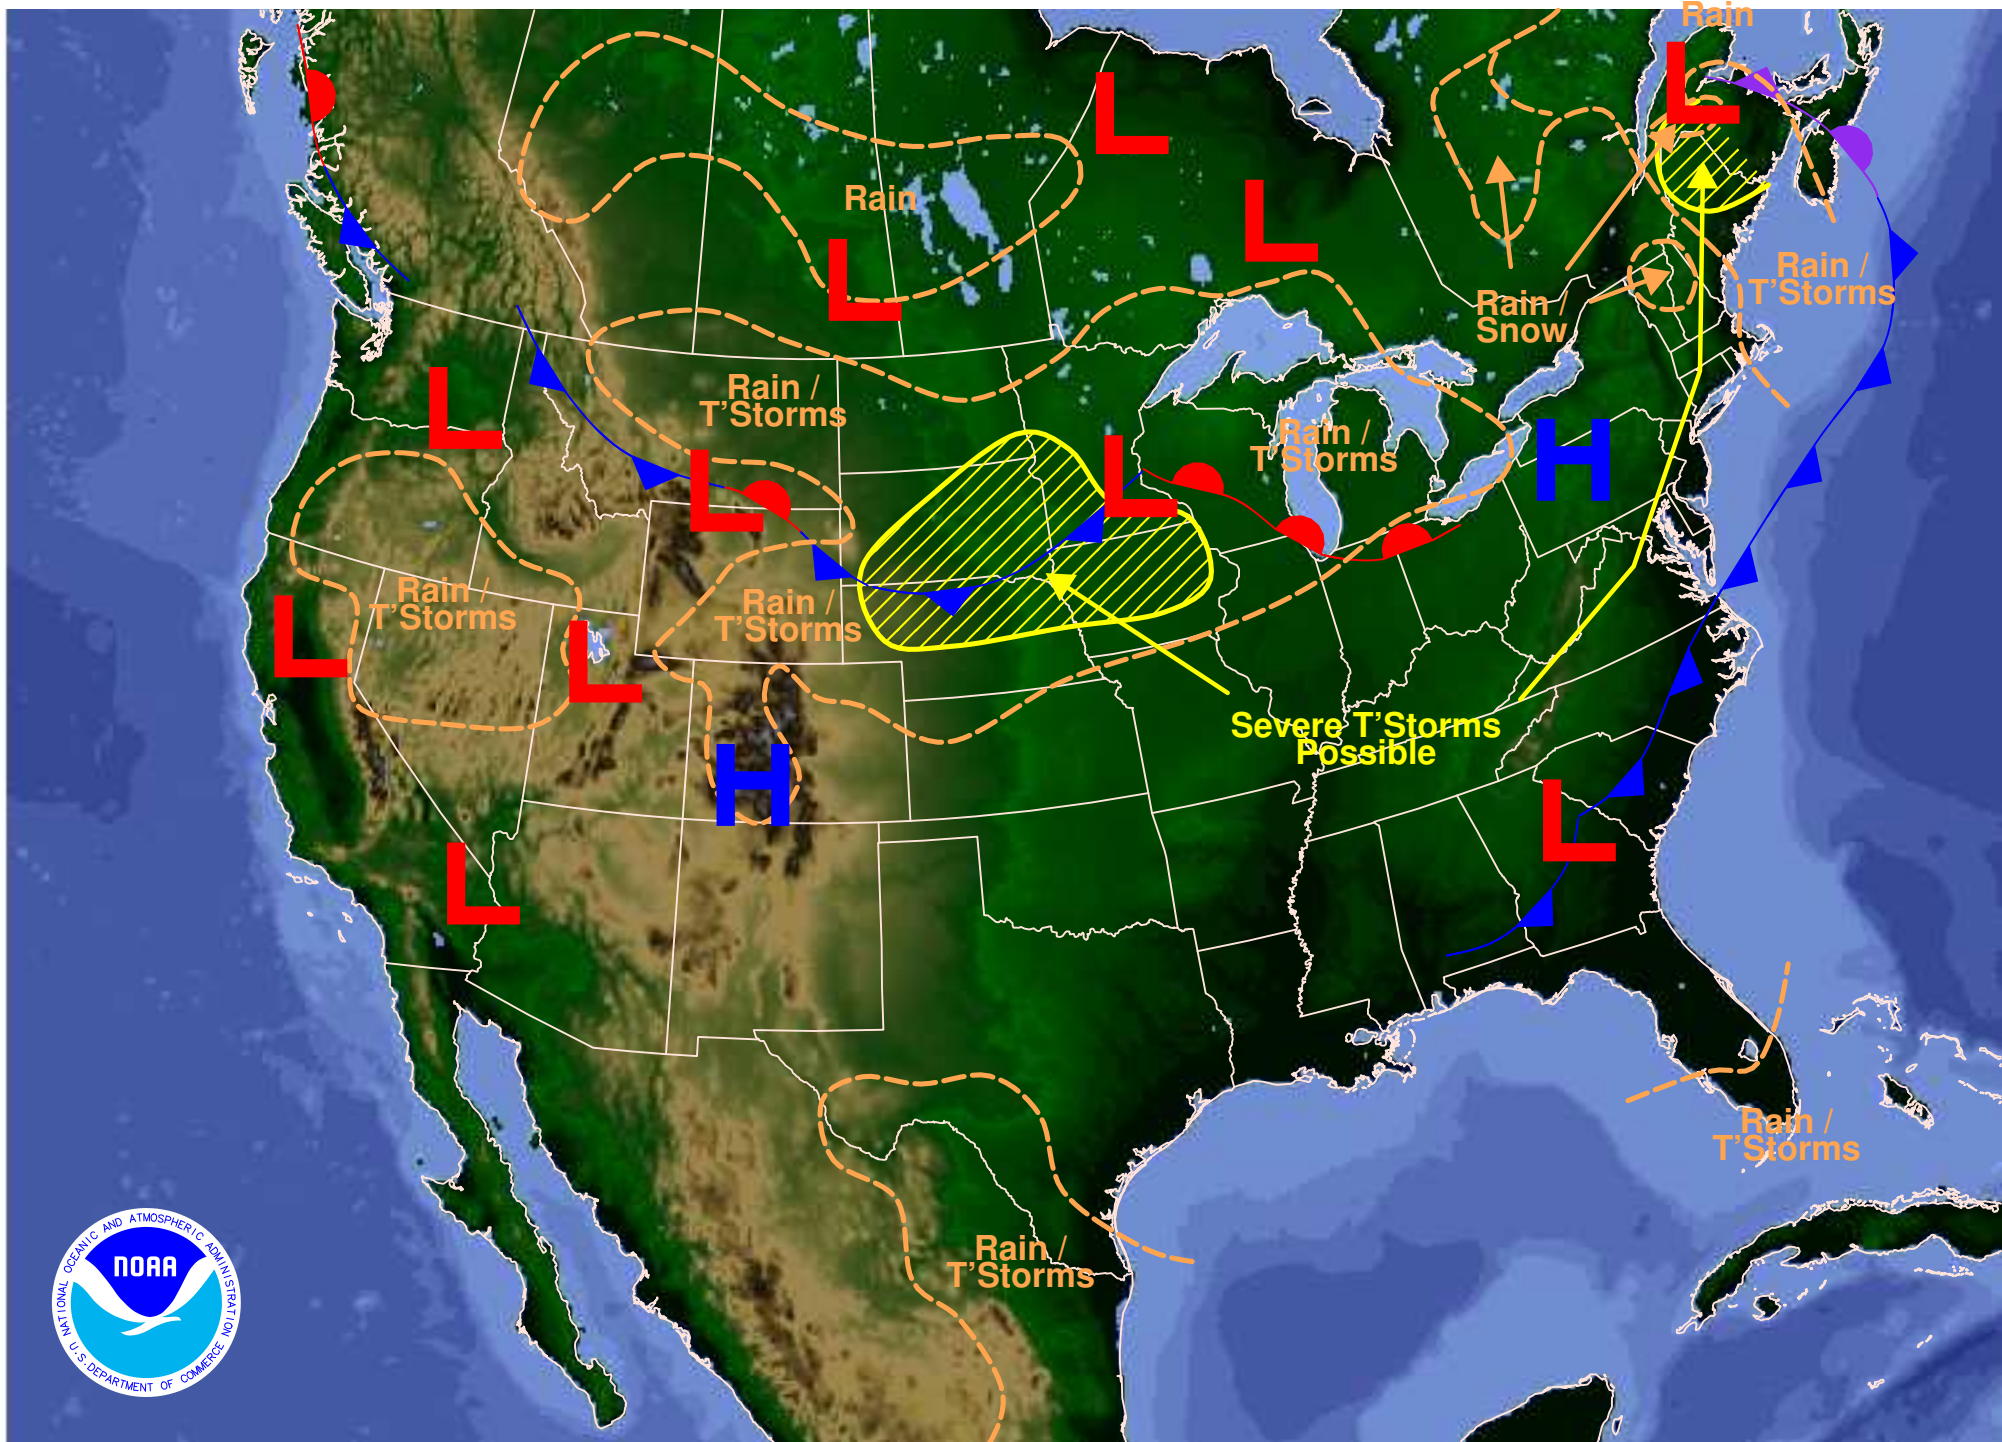 Rain
L
L
Rain
L
L
Rain /
T'Storms
Rain /
Snow
L
Rain /
T'Storms
Rain /
T'Storms
L
L
L
H
Rain /
T'Storms
Rain /
T'Storms
L
L
Severe T'Storms
Possible
H
L
L
Rain /
T'Storms
Rain /
T'Storms
NATIONAL OCEANIC AND ATMOSPHERIC ADMINISTRATION
NOAA
U.S. DEPARTMENT OF COMMERCE